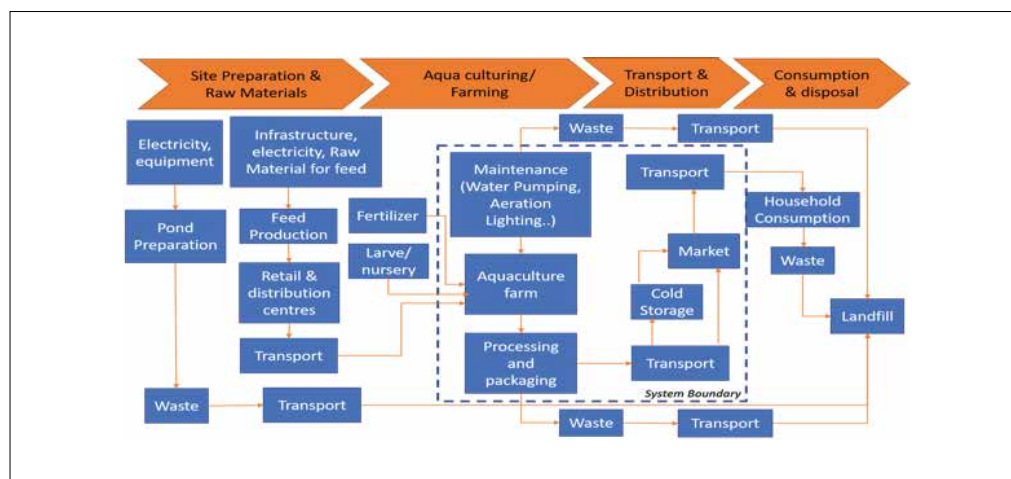 Site Preparation &
Raw Materials
Aqua culturing/
Farming
Transport &
Distribution
Consumption
& disposal
Electricity,
equipment
Infrastructure,
electricity, Raw
Material for feed
Waste
Transport
Maintenance
(Water Pumping,
Aeration
Lighting..)
Transport
Household
Consumption
Pond
Preparation
Feed
Production
Fertilizer
Larve/
nursery
Market
Waste
Retail &
distribution
centres
Aquaculture
farm
Cold
Storage
Landfill
Transport
Processing
and
packaging
Transport
System Boundary
Waste
Transport
Waste
Transport